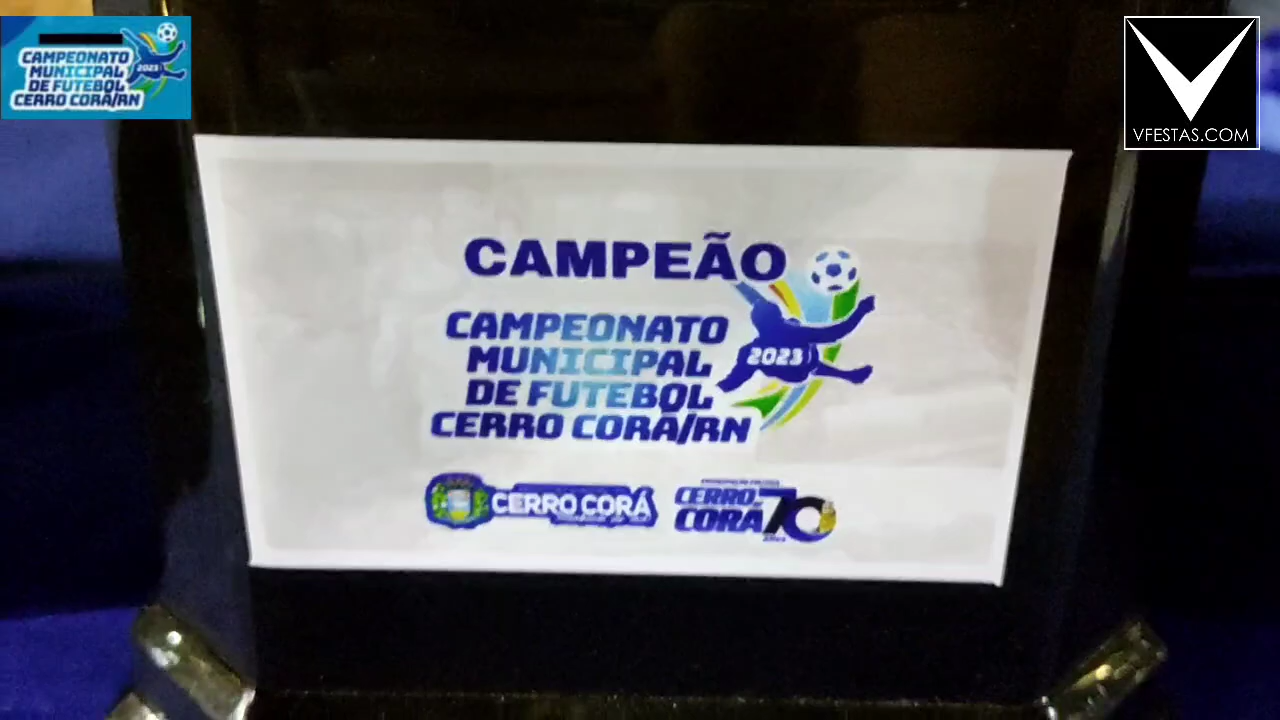 CAMPEONATO
MUNICIPAL
DE FUTEBOL
CERRO CORÁ/RN
2023
VFESTAS.COM
CAMPEÃO
CAMPEONATO
MUNICIPAL
DE FUTEBOL
CERRO CORÁ/RN
2023
CERRO CORÁ
CERRO
CORÁ 70
ANOS